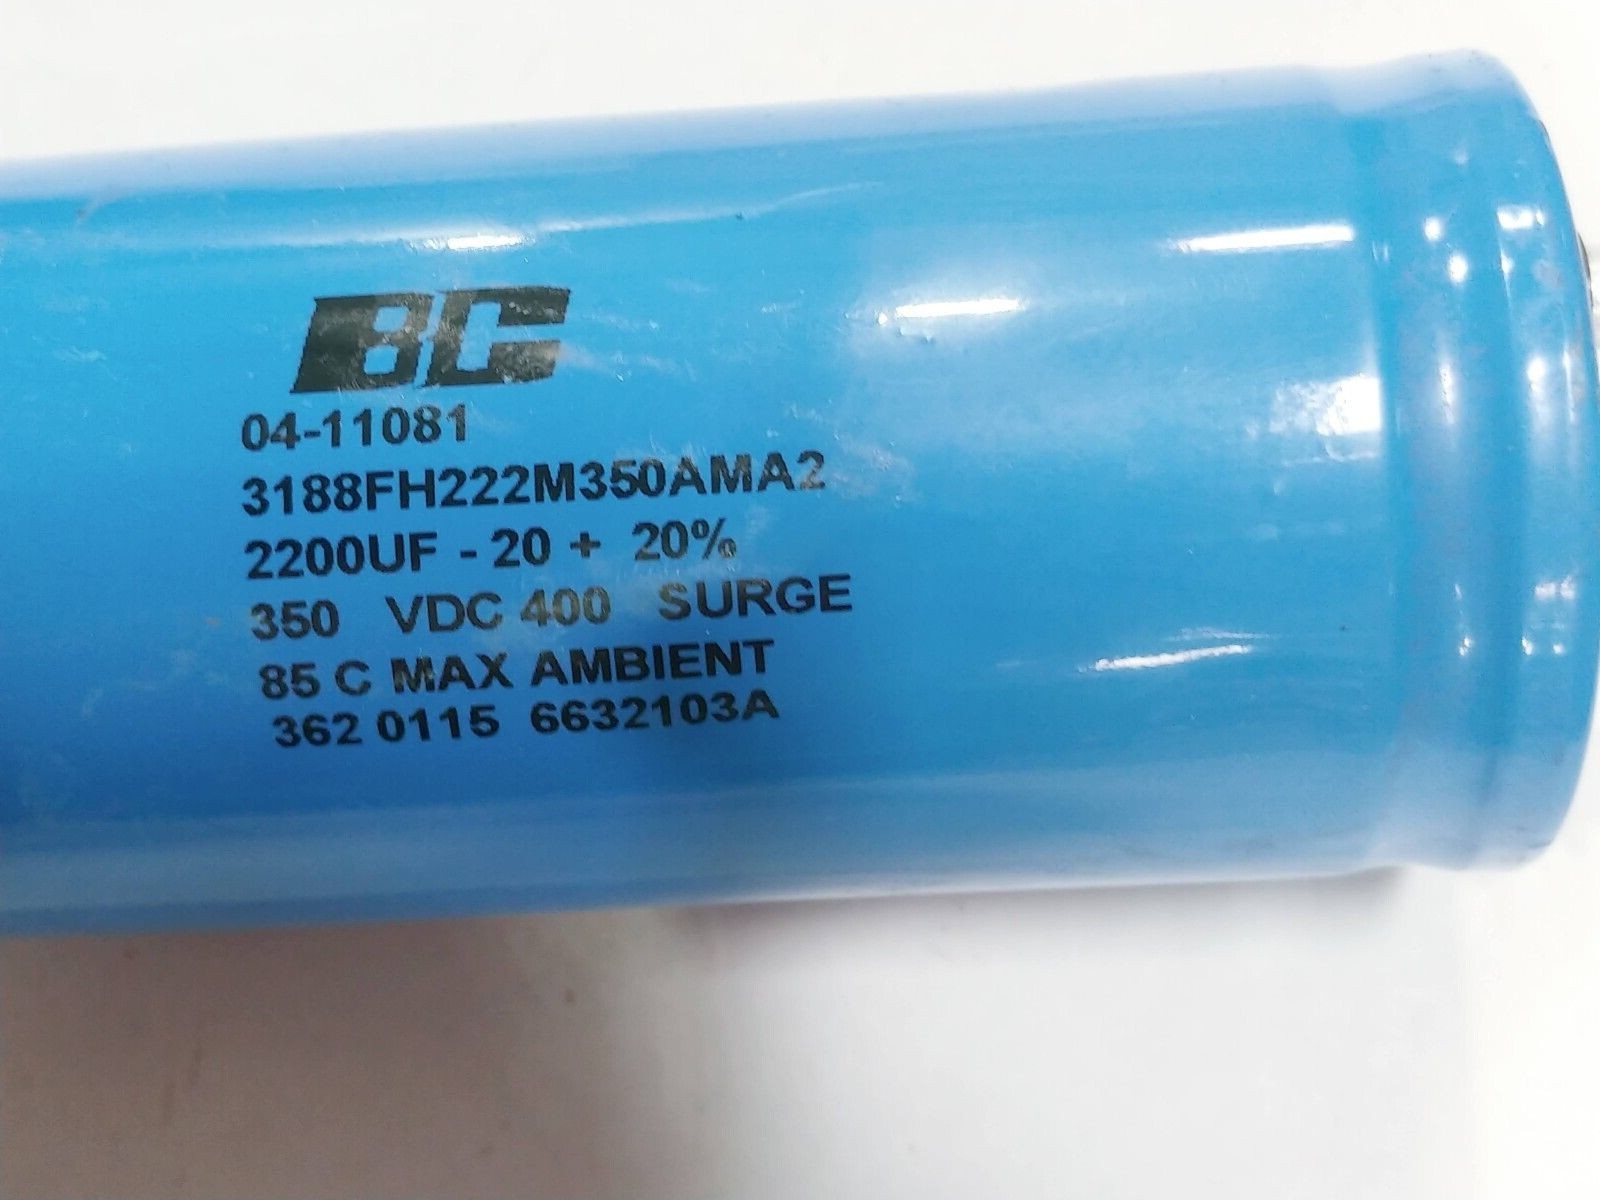 BC
04-11081
3188FH222M350AMA2
2200UF - 20 + 20%
350 VDC 400 SURGE
85 C MAX AMBIENT
362 0115 6632103A